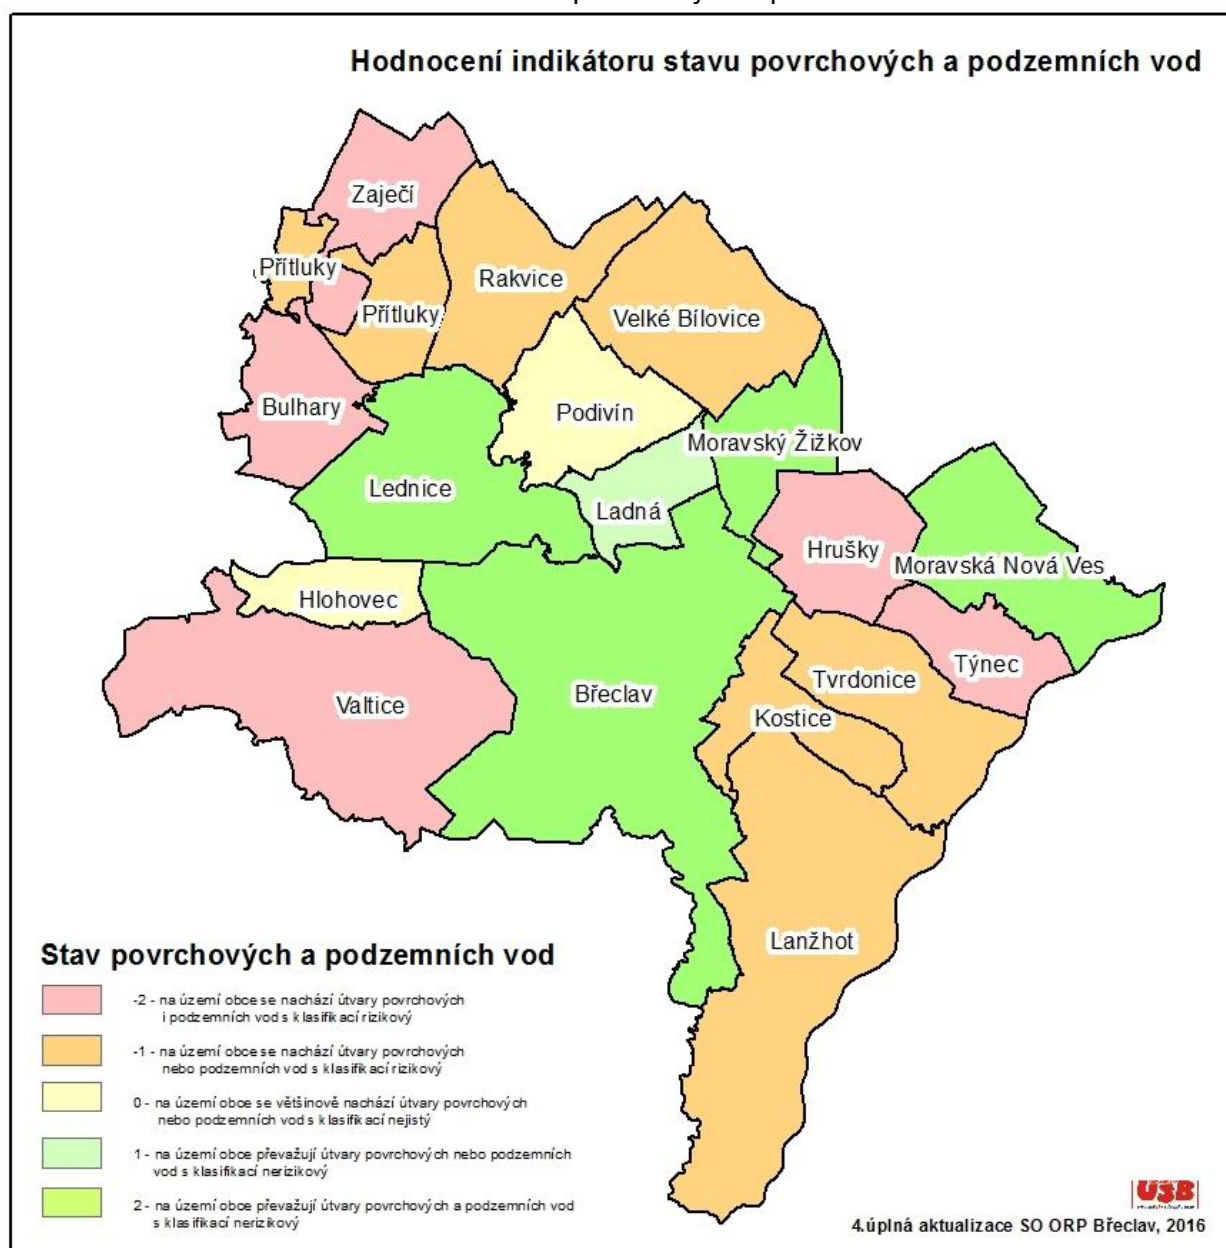 Hodnocení indikátoru stavu povrchových a podzemních vod
Zaječí
Přítluky
Rakvice
Přítluky
Velké Bílovice
Bulhary
Podivín
Moravský Žižkov
Lednice
Ladná
Hrušky
Moravská Nová Ves
Hlohovec
Týnec
Tvrdonice
Břeclav
Valtice
Kostice
Lanžhot
Stav povrchových a podzemních vod
-2 - na území obce se nachází útvary povrchových
i podzemních vod s klasifikací rizikový
-1 - na území obce se nachází útvary povrchových
nebo podzemních vod s klasifikací rizikový
0 - na území obce se většinově nachází útvary povrchových
nebo podzemních vod s klasifikací nejistý
1 - na území obce převažují útvary povrchových nebo podzemních
vod s klasifikací nerizikový
2 - na území obce převažují útvary povrchových a podzemních vod
s klasifikací nerizikový
USB
4.úplná aktualizace SO ORP Břeclav, 2016